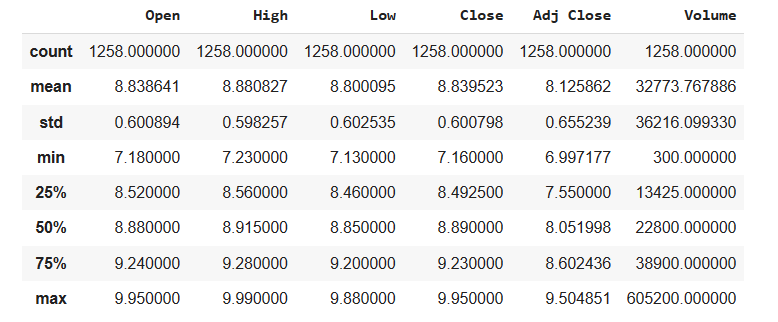 Open High Low Close Adj Close Volume
count 1258.000000 1258.000000 1258.000000 1258.000000 1258.000000 1258.000000
mean 8.838641 8.880827 8.800095 8.839523 8.125862 32773.767886
std 0.600894 0.598257 0.602535 0.600798 0.655239 36216.099330
min 7.180000 7.230000 7.130000 7.160000 6.997177 300.000000
25% 8.520000 8.560000 8.460000 8.492500 7.550000 13425.000000
50% 8.880000 8.915000 8.850000 8.890000 8.051998 22800.000000
75% 9.240000 9.280000 9.200000 9.230000 8.602436 38900.000000
max 9.950000 9.990000 9.880000 9.950000 9.504851 605200.000000